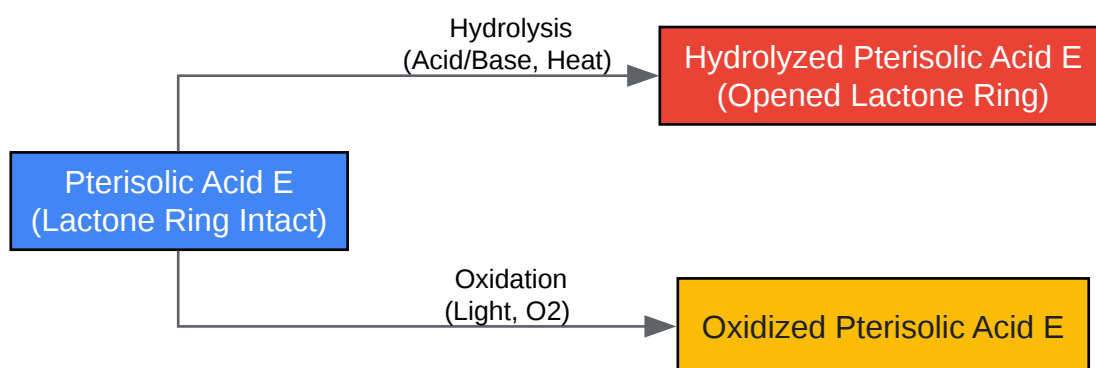 Hydrolysis
(Acid/Base, Heat)
Hydrolyzed Pterisolic Acid E
(Opened Lactone Ring)
Pterisolic Acid E
(Lactone Ring Intact)
Oxidation
(Light, O2)
Oxidized Pterisolic Acid E